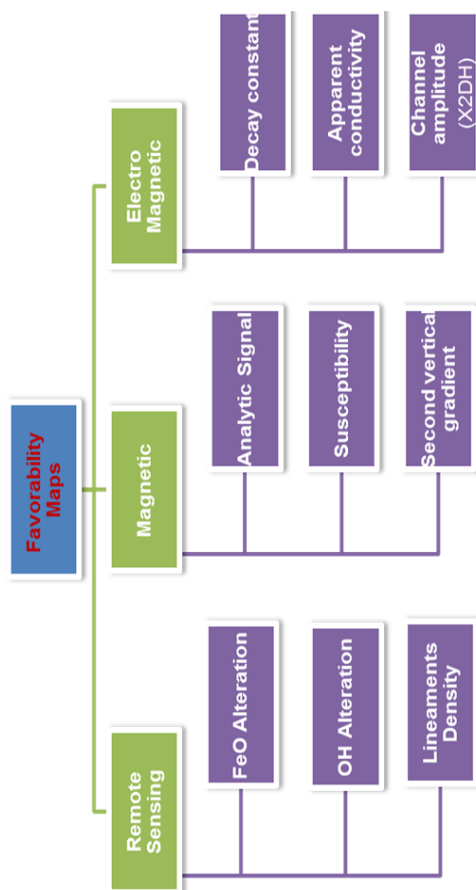 Favorability
Maps
Remote
Sensing
Magnetic
Electro
Magnetic
FeO Alteration
OH Alteration
Lineaments
Density
Analytic Signal
Susceptibility
Second vertical
gradient
Decay constant
Apparent
conductivity
Channel
amplitude
(X2DH)